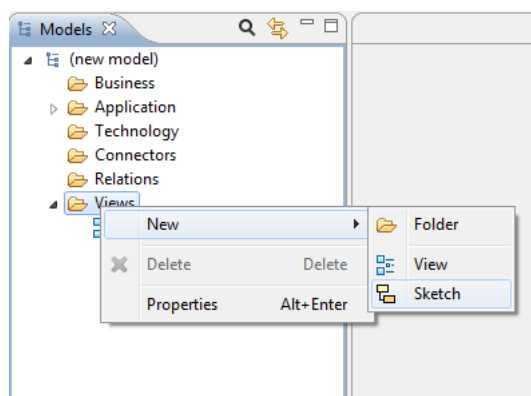 Models
(new model)
Business
Application
Technology
Connectors
Relations
Views
New
Folder
Delete Delete
View
Sketch
Properties Alt+Enter